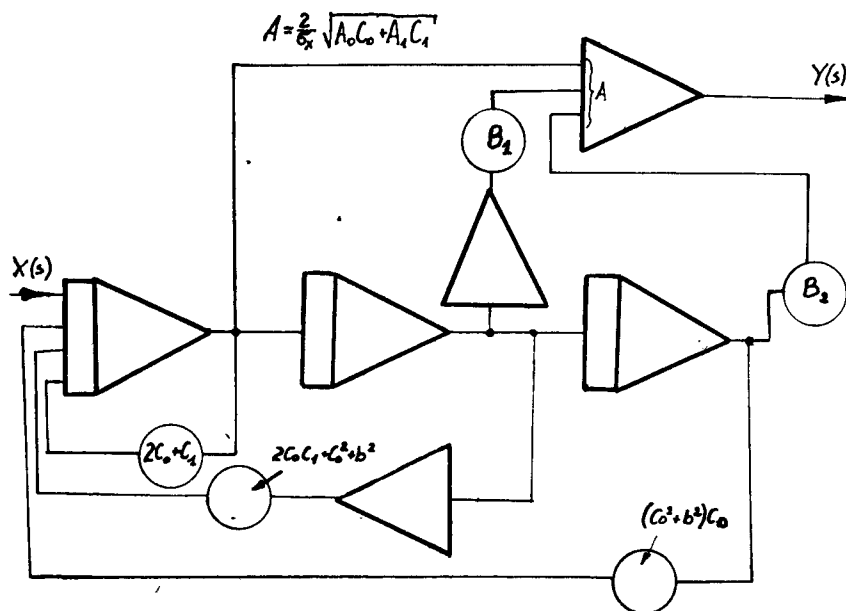 A = 2/σₓ √(A₀C₀ + A₁C₁)
Y(s)
A
B₁
X(s)
B₂
2C₀+C₁
2C₀C₁+C₀²+b²
(C₀²+b²)C₀